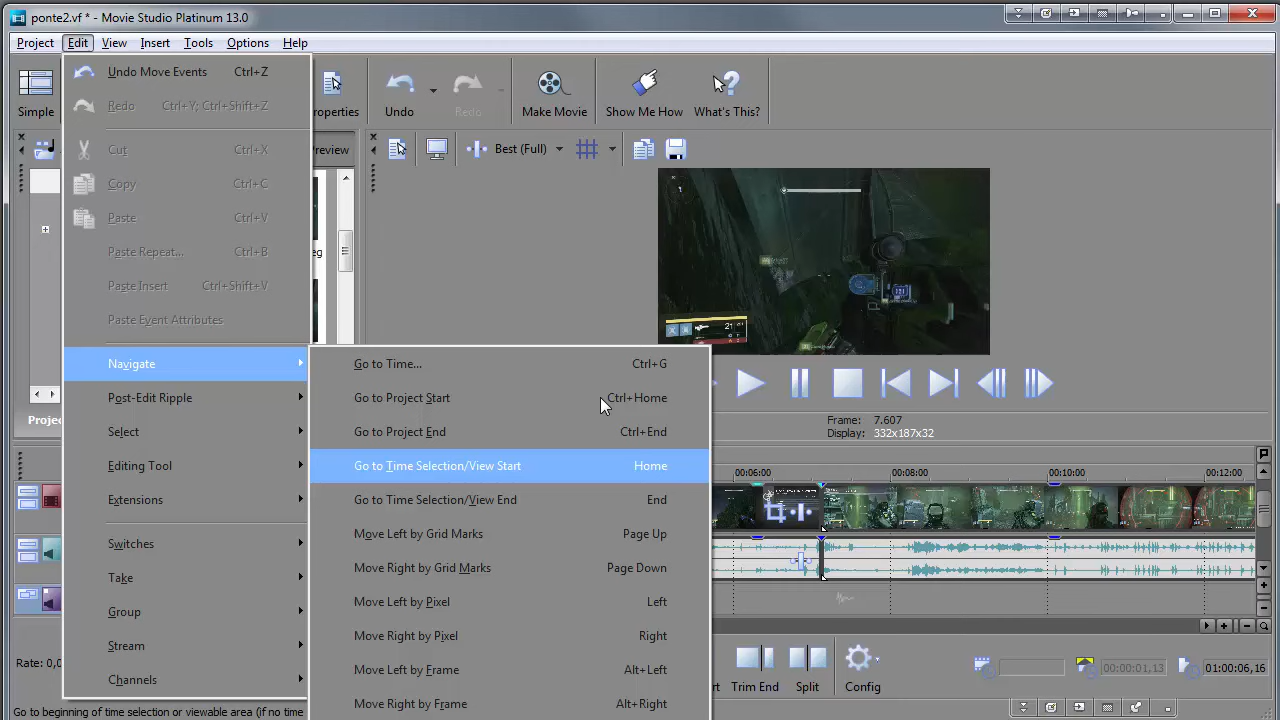 ponte2.vf * - Movie Studio Platinum 13.0
Project Edit View Insert Tools Options Help
Simple
roperties
Undo
Redo
Make Movie
Show Me How
What's This?
Undo Move Events Ctrl+Z
Redo Ctrl+Y; Ctrl+Shift+Z
Cut Ctrl+X
Copy Ctrl+C
Paste Ctrl+V
Paste Repeat... Ctrl+B
Paste Insert Ctrl+Shift+V
Paste Event Attributes
Navigate
Post-Edit Ripple
Select
Editing Tool
Extensions
Switches
Take
Group
Stream
Channels
Preview
eg
Best (Full)
21
Go to Time... Ctrl+G
Go to Project Start Ctrl+Home
Go to Project End Ctrl+End
Go to Time Selection/View Start Home
Go to Time Selection/View End End
Move Left by Grid Marks Page Up
Move Right by Grid Marks Page Down
Move Left by Pixel Left
Move Right by Pixel Right
Move Left by Frame Alt+Left
Move Right by Frame Alt+Right
Frame: 7.607
Display: 332x187x32
Projec
00:06:00 00:08:00 00:10:00 00:12:00
Rate: 0,0
rt
Trim End
Split
Config
00:00:01,13
01:00:06,16
Go to beginning of time selection or viewable area (if no time